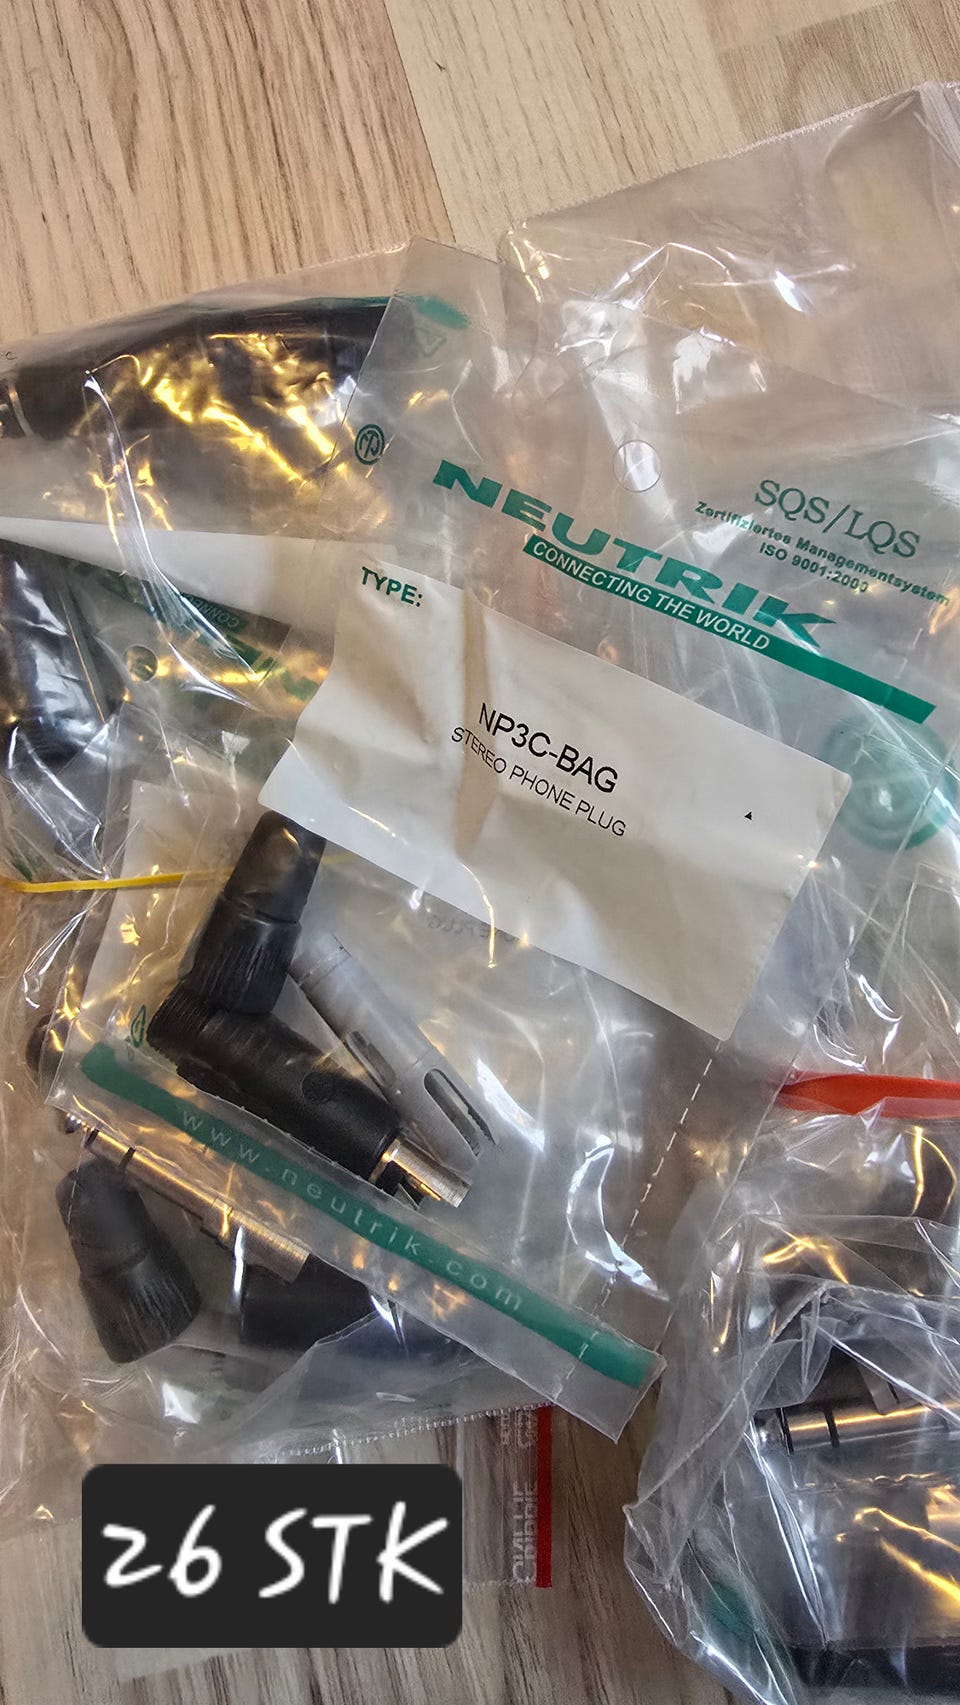 NEUTRIK
CONNECTING THE WORLD
SQS/LQS
Zertifiziertes Managementsystem
ISO 9001:2000
TYPE:
NP3C-BAG
STEREO PHONE PLUG
www.neutrik.com
26 STK